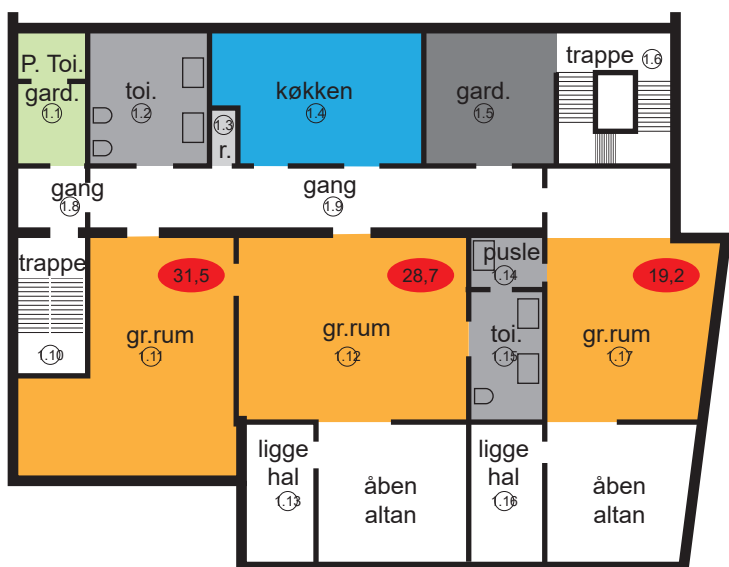 P. Toi.
gard.
1.1
toi.
1.2
1.3
r.
køkken
1.4
gard.
1.5
trappe 1.6
gang
1.8
gang
1.9
trappe
1.10
31,5
gr.rum
1.11
28,7
gr.rum
1.12
pusle
1.14
toi.
1.15
19,2
gr.rum
1.17
ligge
hal
1.13
åben
altan
ligge
hal
1.16
åben
altan